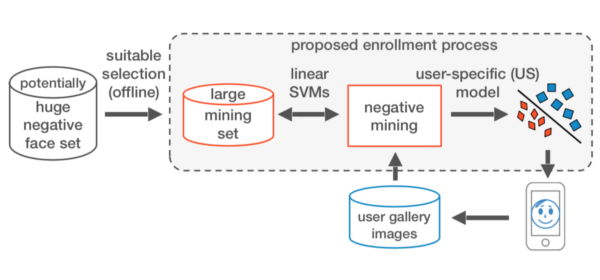 proposed enrollment process
potentially
huge
negative
face set
suitable
selection
(offline)
large
mining
set
linear
SVMs
negative
mining
user-specific (US)
model
user gallery
images